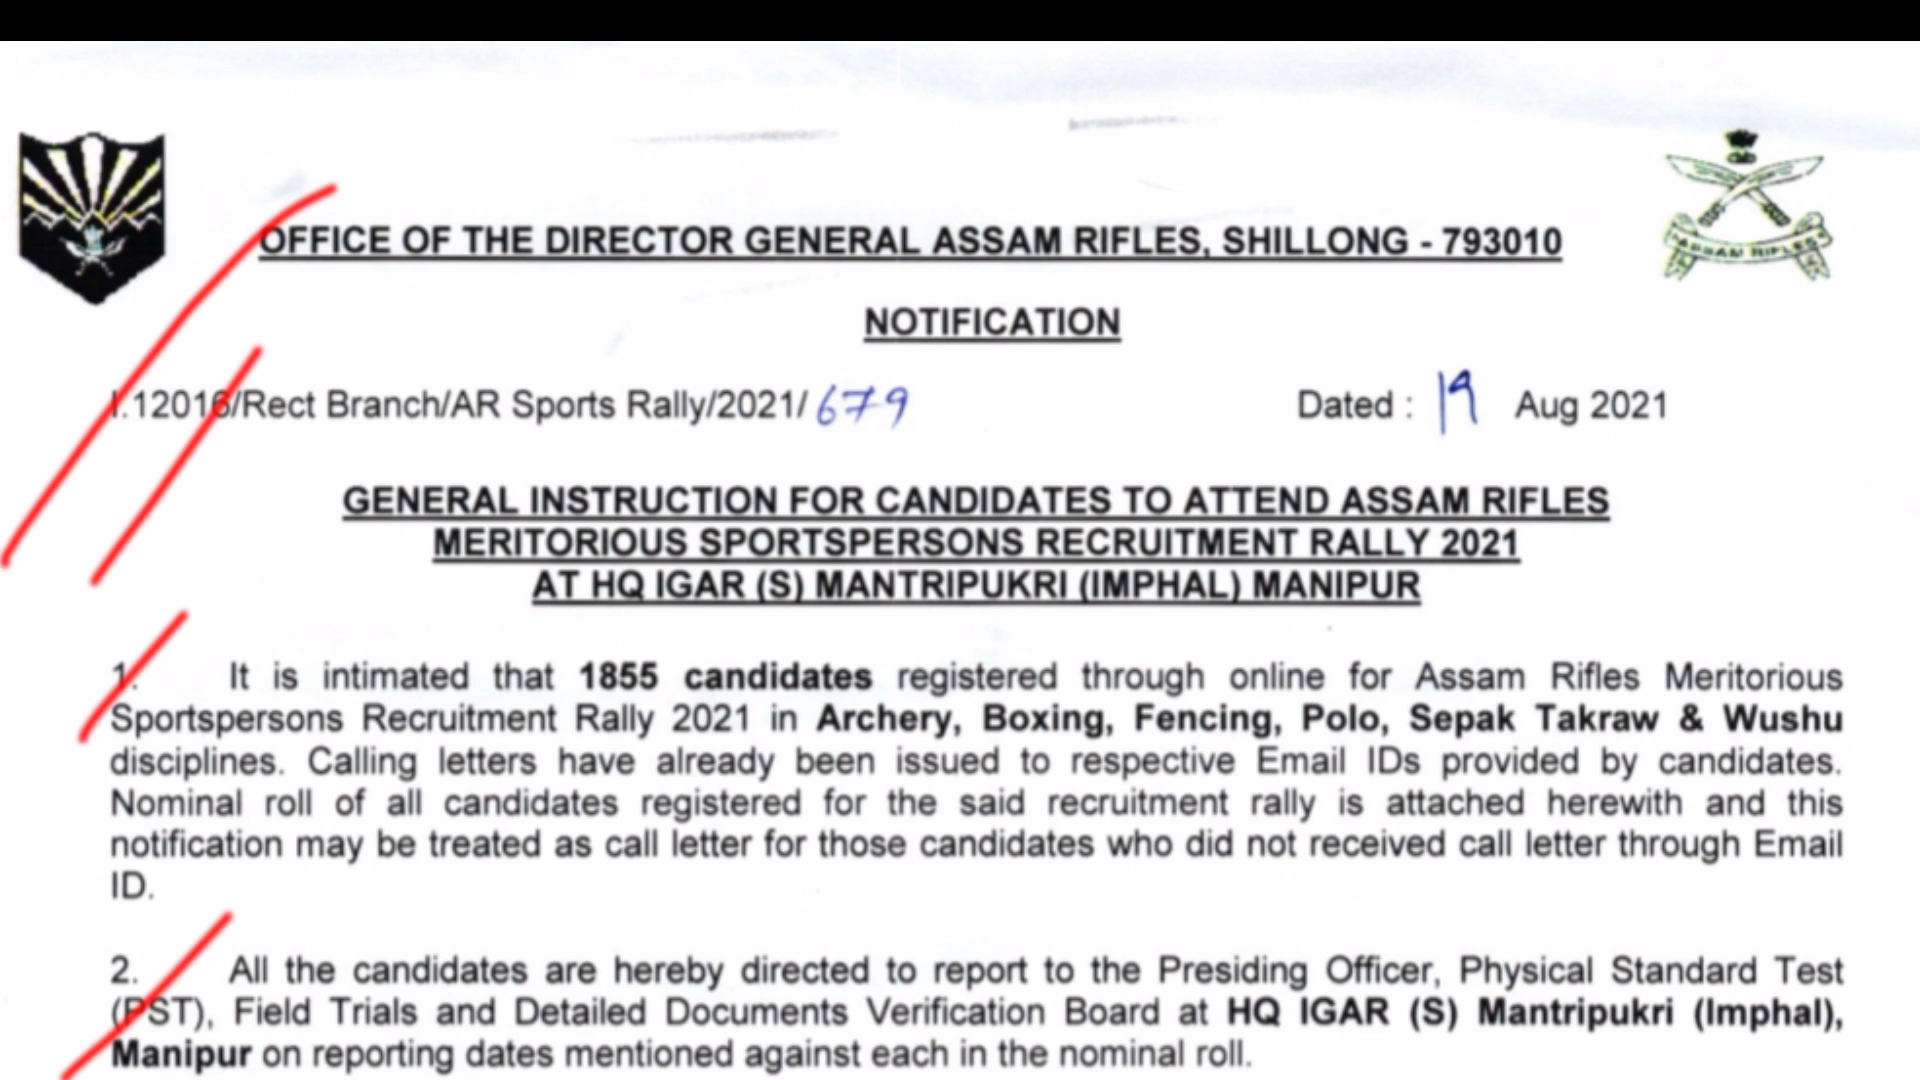 OFFICE OF THE DIRECTOR GENERAL ASSAM RIFLES, SHILLONG - 793010
ASSAM RIFLES
NOTIFICATION
I.12016/Rect Branch/AR Sports Rally/2021/ 679 Dated : 19 Aug 2021
GENERAL INSTRUCTION FOR CANDIDATES TO ATTEND ASSAM RIFLES
MERITORIOUS SPORTSPERSONS RECRUITMENT RALLY 2021
AT HQ IGAR (S) MANTRIPUKRI (IMPHAL) MANIPUR
1. It is intimated that 1855 candidates registered through online for Assam Rifles Meritorious
Sportspersons Recruitment Rally 2021 in Archery, Boxing, Fencing, Polo, Sepak Takraw & Wushu
disciplines. Calling letters have already been issued to respective Email IDs provided by candidates.
Nominal roll of all candidates registered for the said recruitment rally is attached herewith and this
notification may be treated as call letter for those candidates who did not received call letter through Email
ID.
2. All the candidates are hereby directed to report to the Presiding Officer, Physical Standard Test
(PST), Field Trials and Detailed Documents Verification Board at HQ IGAR (S) Mantripukri (Imphal),
Manipur on reporting dates mentioned against each in the nominal roll.